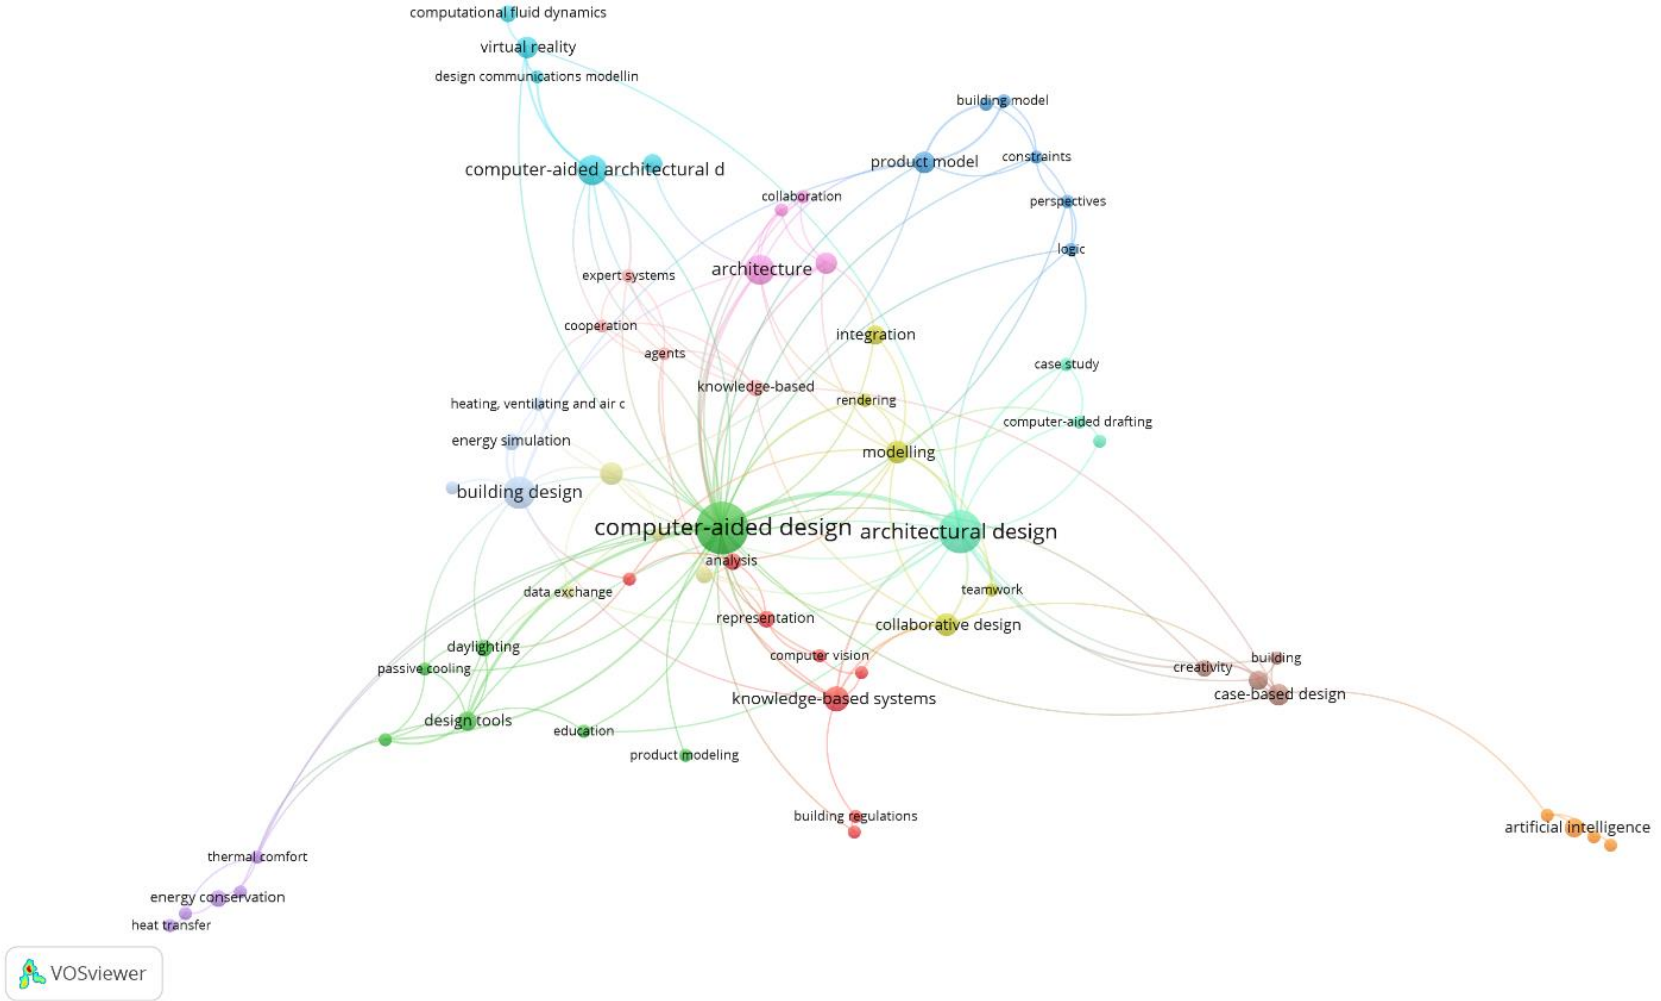 computational fluid dynamics
virtual reality
design communications modellin
building model
product model
constraints
computer-aided architectural d
collaboration
perspectives
logic
architecture
expert systems
cooperation
integration
agents
case study
knowledge-based
rendering
heating, ventilating and air c
computer-aided drafting
energy simulation
modelling
building design
computer-aided design
architectural design
analysis
data exchange
teamwork
representation
collaborative design
daylighting
computer vision
passive cooling
creativity
building
case-based design
knowledge-based systems
design tools
education
product modeling
building regulations
artificial intelligence
thermal comfort
energy conservation
heat transfer
VOSviewer